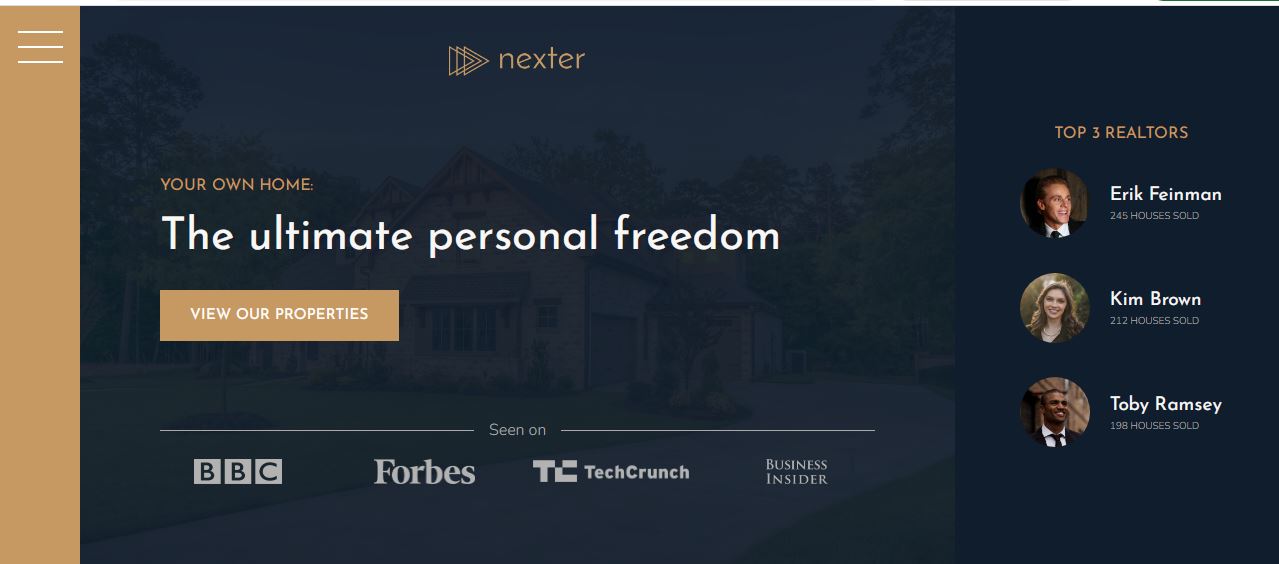 nexter
YOUR OWN HOME:
The ultimate personal freedom
VIEW OUR PROPERTIES
Seen on
BBC
Forbes
TC TechCrunch
BUSINESS
INSIDER
TOP 3 REALTORS
Erik Feinman
245 HOUSES SOLD
Kim Brown
212 HOUSES SOLD
Toby Ramsey
198 HOUSES SOLD